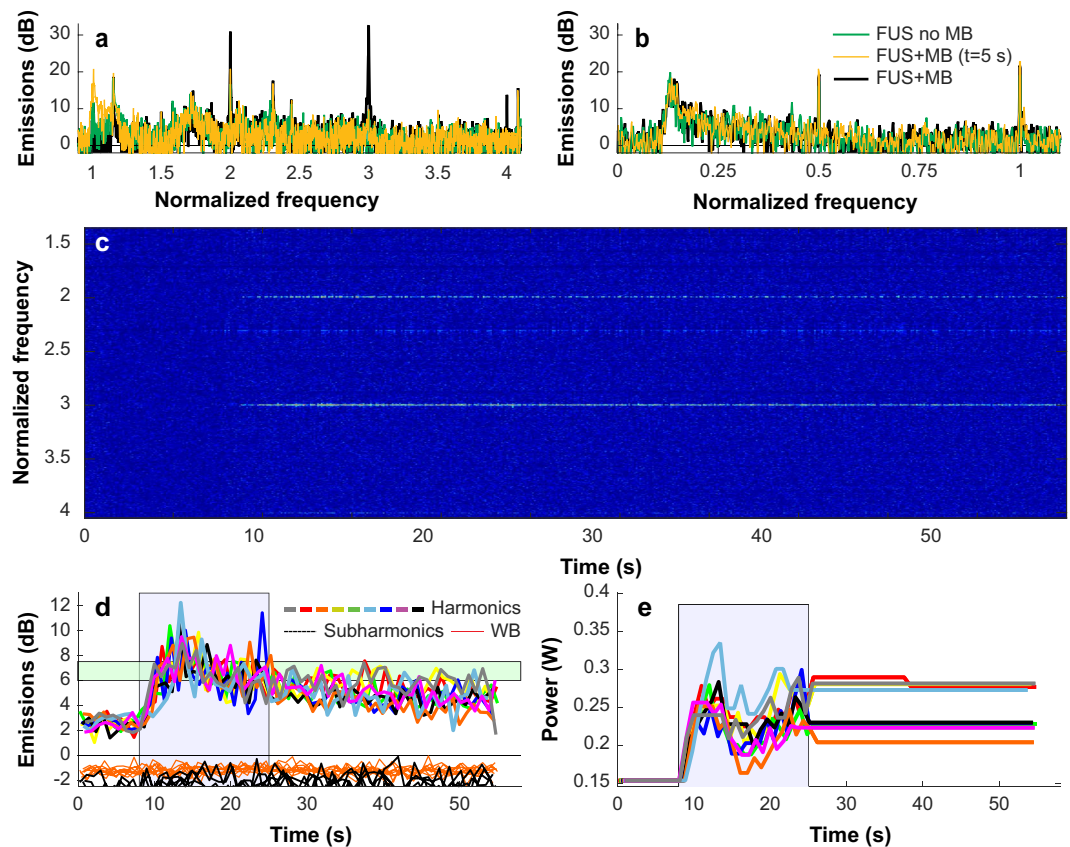 a
Emissions (dB)
30
20
10
0
1
1.5
2
2.5
3
3.5
4
Normalized frequency
b
Emissions (dB)
30
20
10
0
0
0.25
0.5
0.75
1
Normalized frequency
FUS no MB
FUS+MB (t=5 s)
FUS+MB
c
Normalized frequency
1.5
2
2.5
3
3.5
4
0
10
20
30
40
50
Time (s)
d
Emissions (dB)
12
10
8
6
4
2
0
-2
Harmonics
Subharmonics
WB
0
10
20
30
40
50
Time (s)
e
Power (W)
0.4
0.35
0.3
0.25
0.2
0.15
0
10
20
30
40
50
Time (s)